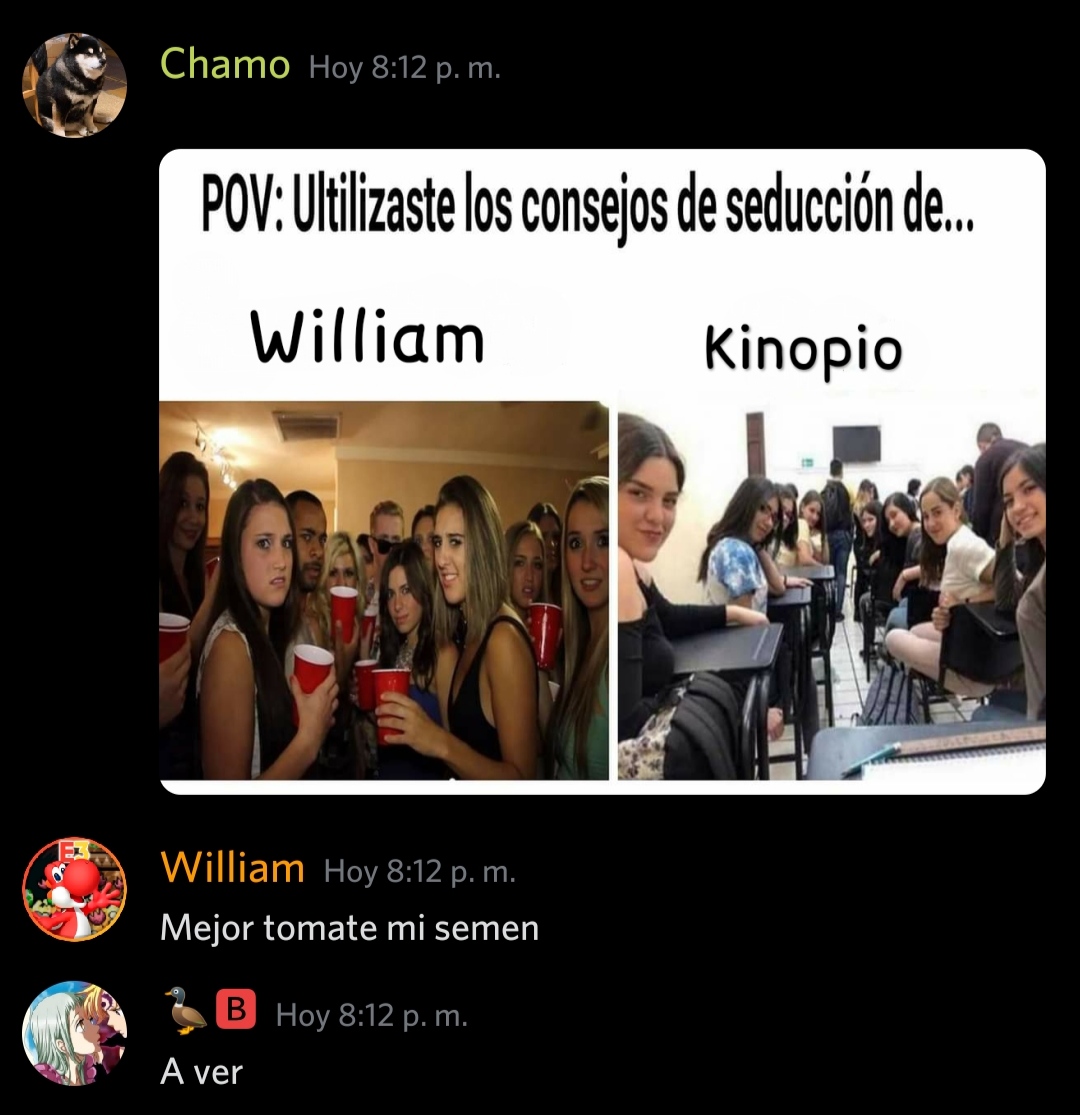 Chamo Hoy 8:12 p. m.
POV: Ultilizaste los consejos de seducción de...
William
Kinopio
William Hoy 8:12 p. m.
E3
Mejor tomate mi semen
🦆🅱️ Hoy 8:12 p. m.
A ver